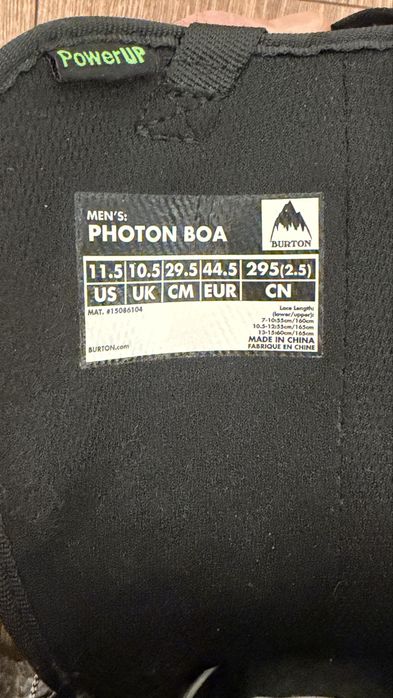 PowerUP
MEN'S:
PHOTON BOA
BURTON
11.5 10.5 29.5 44.5 295(2.5)
US UK CM EUR CN
MAT. #15086104
Lace Length:
(lower/upper):
7-10:55cm/160cm
10.5-12:55cm/165cm
13-15:60cm/165cm
MADE IN CHINA
FABRIQUE EN CHINE
BURTON.com